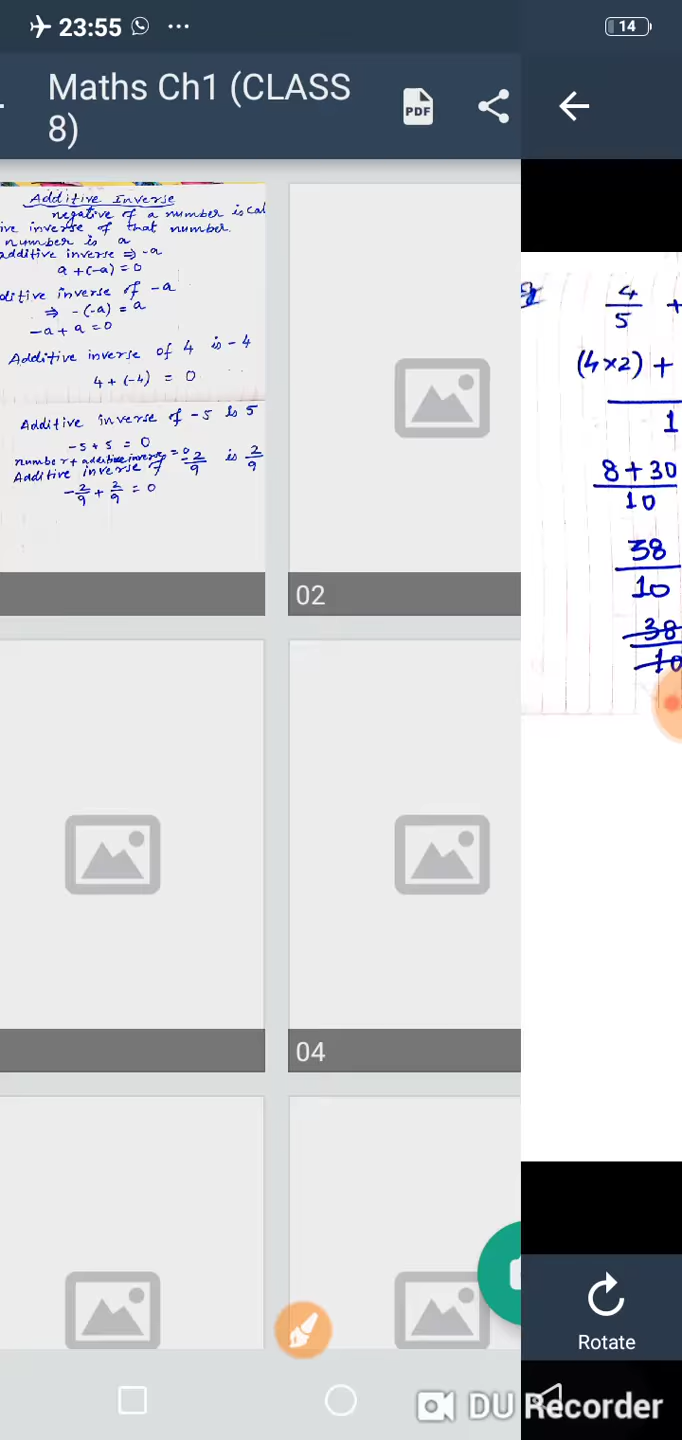 23:55
14
Maths Ch1 (CLASS 8)
PDF
Additive Inverse
negative of a number is cal
ive inverse of that number.
number is a
additive inverse ⇒ -a
a + (-a) = 0
ditive inverse of -a
⇒ -(-a) = a
-a + a = 0
Additive inverse of 4 is -4
4 + (-4) = 0
Additive inverse of -5 is 5
-5 + 5 = 0
number + additive inverse = 0
Additive inverse of -2/9 is 2/9
-2/9 + 2/9 = 0
02
04
4/5 +
(4×2) +
1
8 + 30
10
38
10
38
10
Rotate
DU Recorder